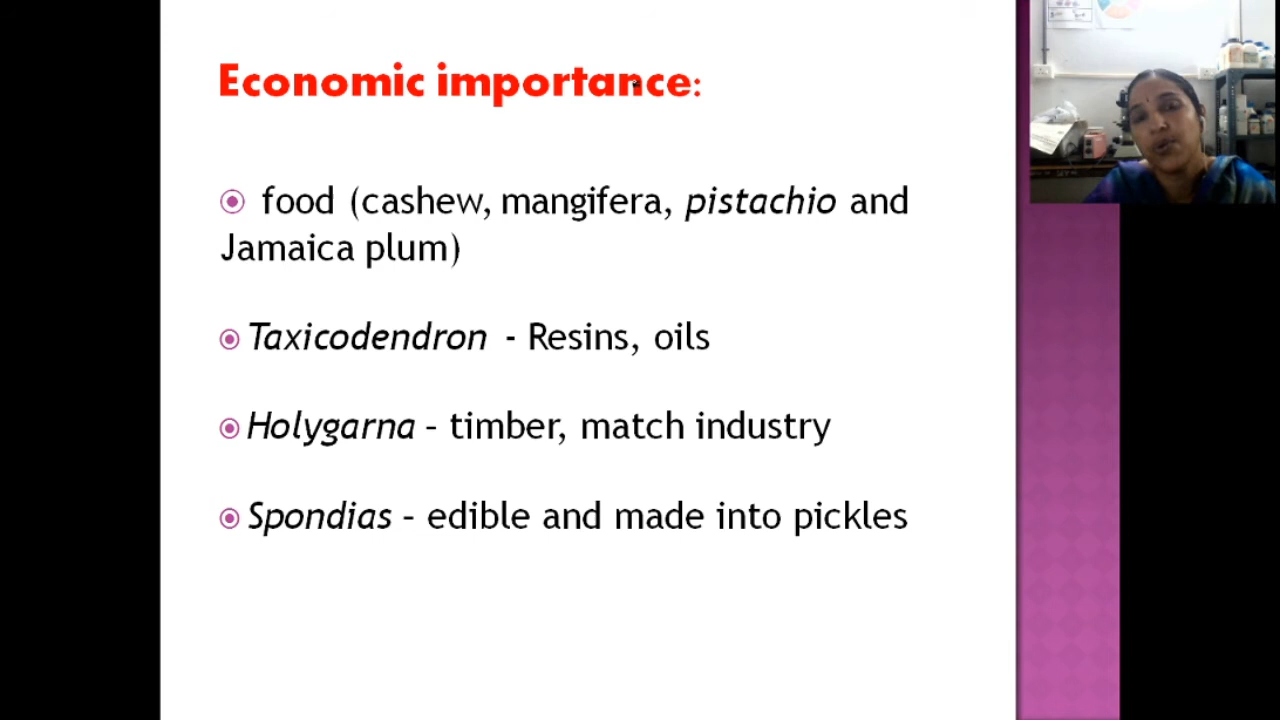 Economic importance:
food (cashew, mangifera, pistachio and
Jamaica plum)
Taxicodendron - Resins, oils
Holygarna – timber, match industry
Spondias – edible and made into pickles